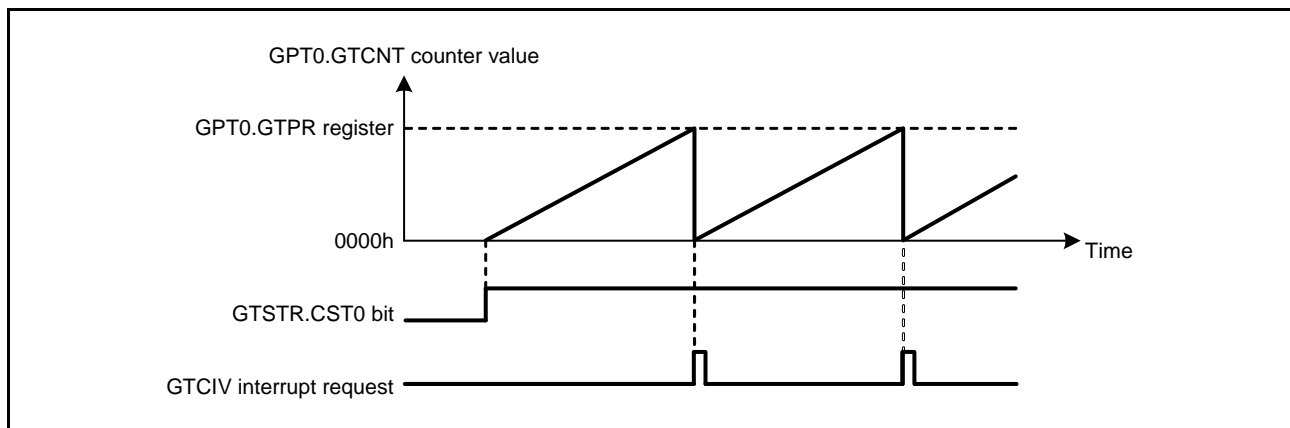 GPT0.GTCNT counter value
GPT0.GTPR register
0000h
Time
GTSTR.CST0 bit
GTCIV interrupt request